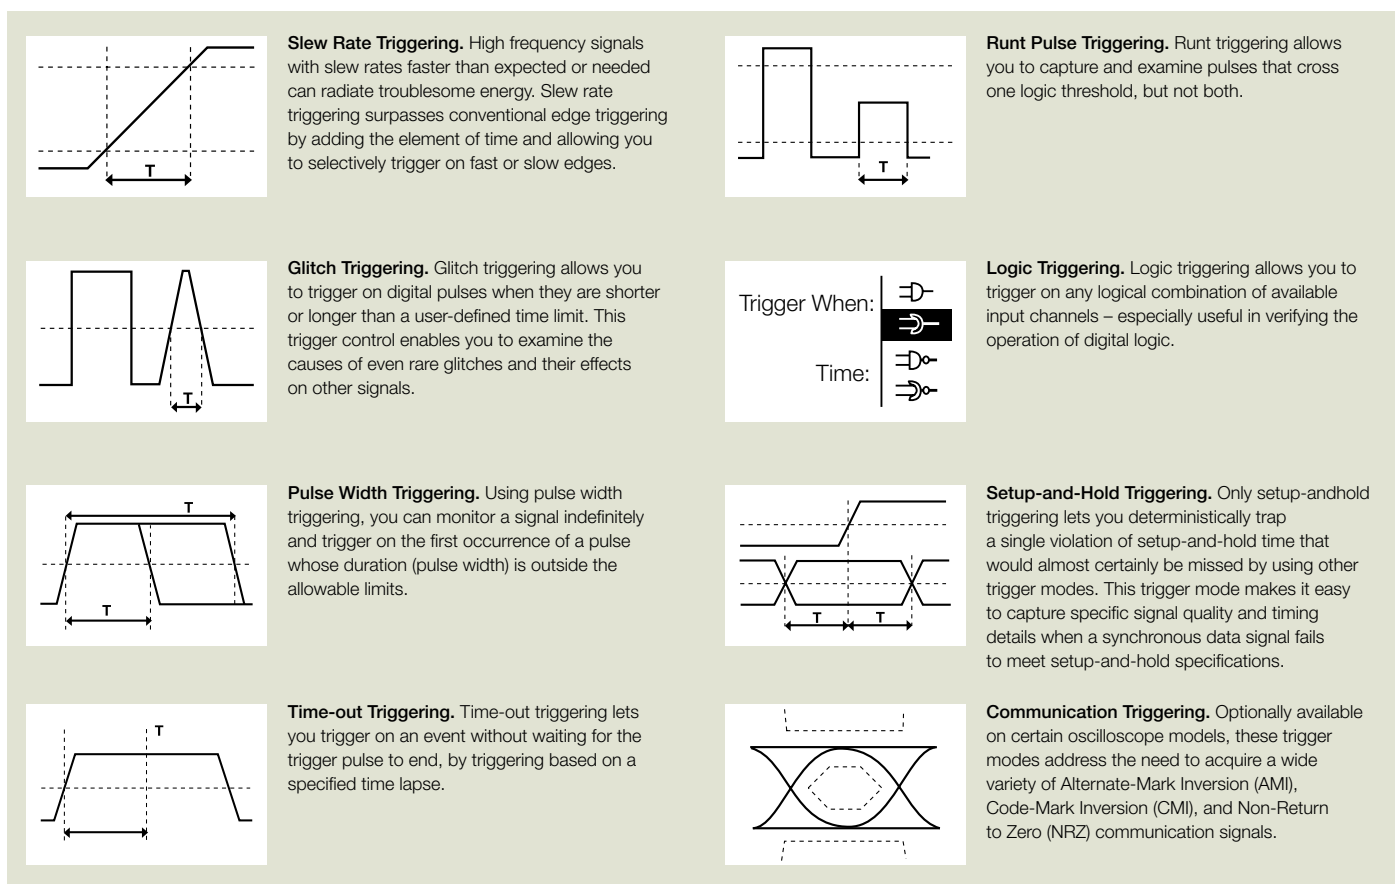 Slew Rate Triggering. High frequency signals
with slew rates faster than expected or needed
can radiate troublesome energy. Slew rate
triggering surpasses conventional edge triggering
by adding the element of time and allowing you
to selectively trigger on fast or slow edges.
T
Runt Pulse Triggering. Runt triggering allows
you to capture and examine pulses that cross
one logic threshold, but not both.
T
Glitch Triggering. Glitch triggering allows you
to trigger on digital pulses when they are shorter
or longer than a user-defined time limit. This
trigger control enables you to examine the
causes of even rare glitches and their effects
on other signals.
T
Trigger When:
Time:
Logic Triggering. Logic triggering allows you to
trigger on any logical combination of available
input channels – especially useful in verifying the
operation of digital logic.
T
T
Pulse Width Triggering. Using pulse width
triggering, you can monitor a signal indefinitely
and trigger on the first occurrence of a pulse
whose duration (pulse width) is outside the
allowable limits.
T T
Setup-and-Hold Triggering. Only setup-andhold
triggering lets you deterministically trap
a single violation of setup-and-hold time that
would almost certainly be missed by using other
trigger modes. This trigger mode makes it easy
to capture specific signal quality and timing
details when a synchronous data signal fails
to meet setup-and-hold specifications.
T
Time-out Triggering. Time-out triggering lets
you trigger on an event without waiting for the
trigger pulse to end, by triggering based on a
specified time lapse.
Communication Triggering. Optionally available
on certain oscilloscope models, these trigger
modes address the need to acquire a wide
variety of Alternate-Mark Inversion (AMI),
Code-Mark Inversion (CMI), and Non-Return
to Zero (NRZ) communication signals.